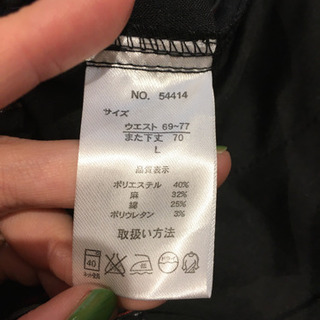 NO. 54414
サイズ
ウエスト 69~77
また下丈 70
L
品質表示
ポリエステル 40%
麻 32%
綿 25%
ポリウレタン 3%
取扱い方法
40